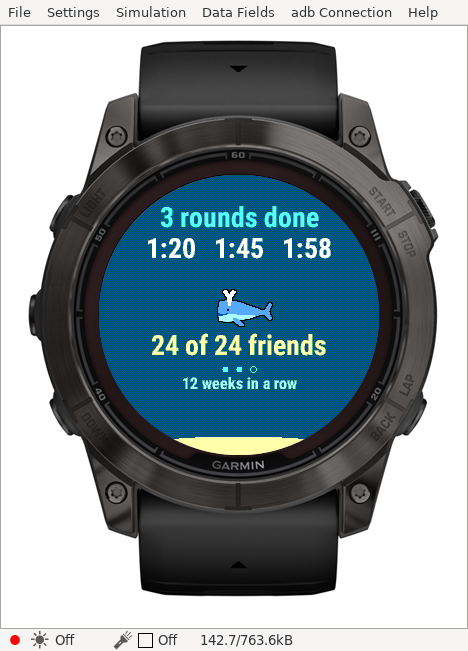 File Settings Simulation Data Fields adb Connection Help
60
LIGHT
START
STOP
50
3 rounds done
1:20 1:45 1:58
24 of 24 friends
12 weeks in a row
40
20
DOWN
BACK
LAP
GARMIN
Off Off 142.7/763.6kB